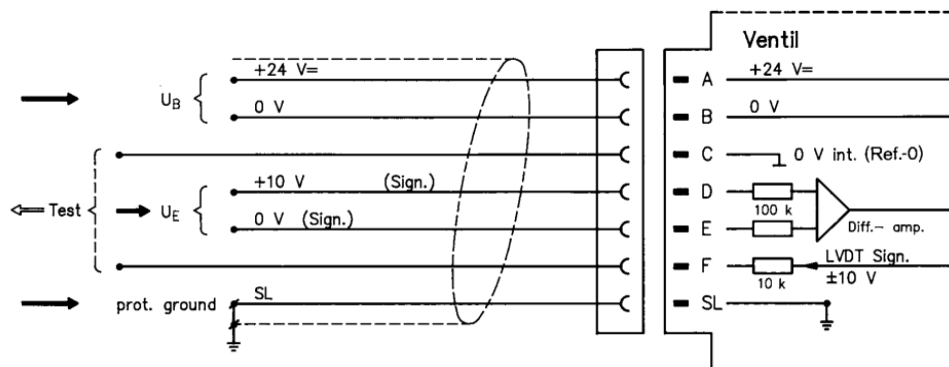 Ventil
+24 V=
A
+24 V=
U_B
0 V
B
0 V
C
0 V int. (Ref.-0)
+10 V
(Sign.)
D
100 k
Test
U_E
0 V (Sign.)
E
Diff.- amp.
F
LVDT Sign.
±10 V
10 k
prot. ground
SL
SL